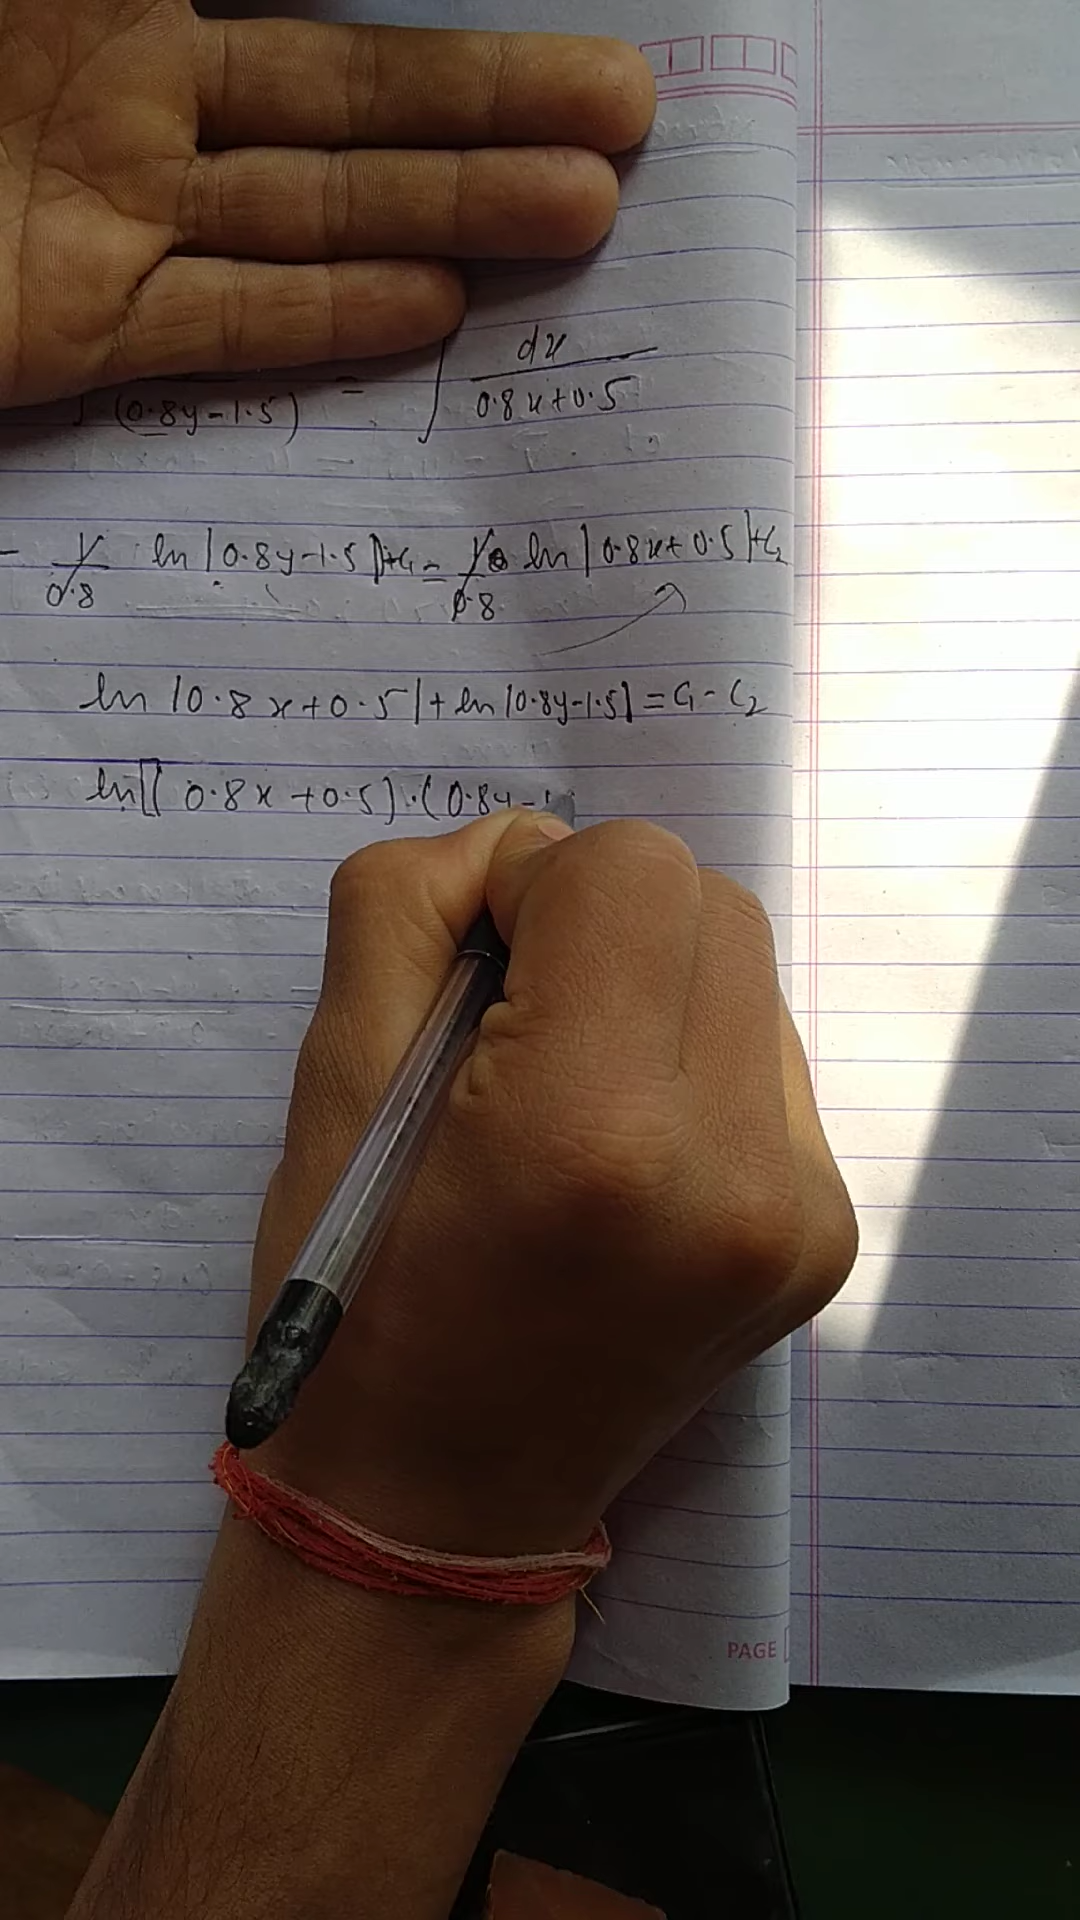 ∫ (0.8y-1.5) = ∫ dx / 0.8x+0.5
- 1/0.8 ln |0.8y-1.5|+C₁ = 1/0.8 ln |0.8x+0.5|+C₂
ln |0.8x+0.5|+ln |0.8y-1.5| = C₁-C₂
ln[(0.8x+0.5).(0.8y-1
PAGE